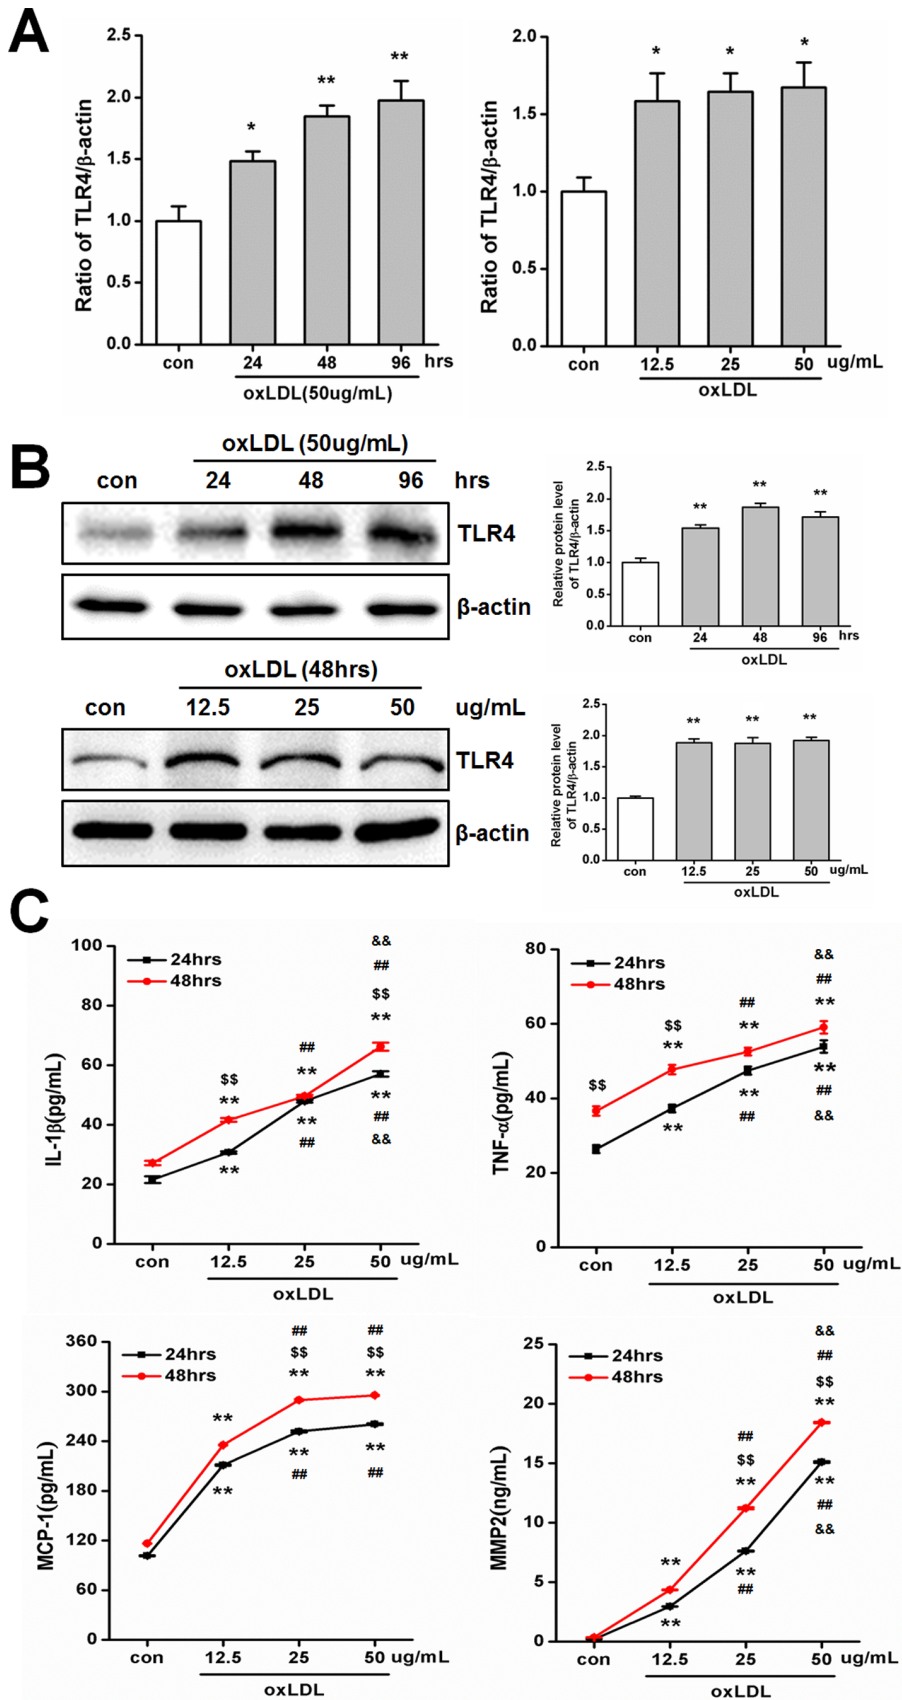 A
Ratio of TLR4/β-actin
2.5
2.0
1.5
1.0
0.5
0.0
*
**
**
con
24
48
96
hrs
oxLDL(50ug/mL)
Ratio of TLR4/β-actin
2.0
1.5
1.0
0.5
0.0
*
*
*
con
12.5
25
50
ug/mL
oxLDL
B
oxLDL (50ug/mL)
con 24 48 96 hrs
TLR4
β-actin
Relative protein level
of TLR4/β-actin
2.5
2.0
1.5
1.0
0.5
0.0
**
**
**
con
24
48
96
hrs
oxLDL
oxLDL (48hrs)
con 12.5 25 50 ug/mL
TLR4
β-actin
Relative protein level
of TLR4/β-actin
2.5
2.0
1.5
1.0
0.5
0.0
**
**
**
con
12.5
25
50
ug/mL
oxLDL
C
IL-1β(pg/mL)
100
80
60
40
20
0
24hrs
48hrs
$$
**
**
##
**
**
##
&&
##
$$
**
**
##
&&
con
12.5
25
50
ug/mL
oxLDL
TNF-α(pg/mL)
80
60
40
20
0
24hrs
48hrs
$$
$$
**
**
##
**
**
##
&&
##
**
**
##
&&
con
12.5
25
50
ug/mL
oxLDL
MCP-1(pg/mL)
360
300
240
180
120
60
0
24hrs
48hrs
**
**
##
$$
**
**
##
##
$$
**
**
##
con
12.5
25
50
ug/mL
oxLDL
MMP2(ng/mL)
25
20
15
10
5
0
24hrs
48hrs
**
**
##
$$
**
**
##
&&
##
$$
**
**
##
&&
con
12.5
25
50
ug/mL
oxLDL